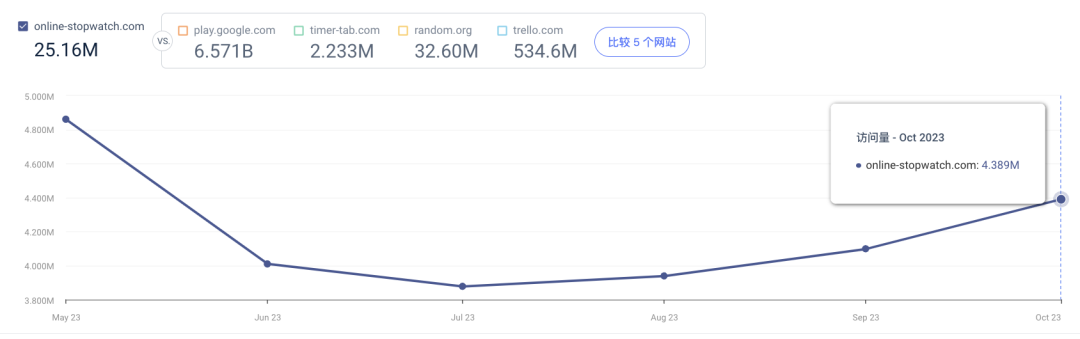 online-stopwatch.com
25.16M
VS.
play.google.com
6.571B
timer-tab.com
2.233M
random.org
32.60M
trello.com
534.6M
比较 5 个网站
5.000M
4.800M
4.600M
4.400M
4.200M
4.000M
3.800M
访问量 - Oct 2023
online-stopwatch.com: 4.389M
May 23
Jun 23
Jul 23
Aug 23
Sep 23
Oct 23